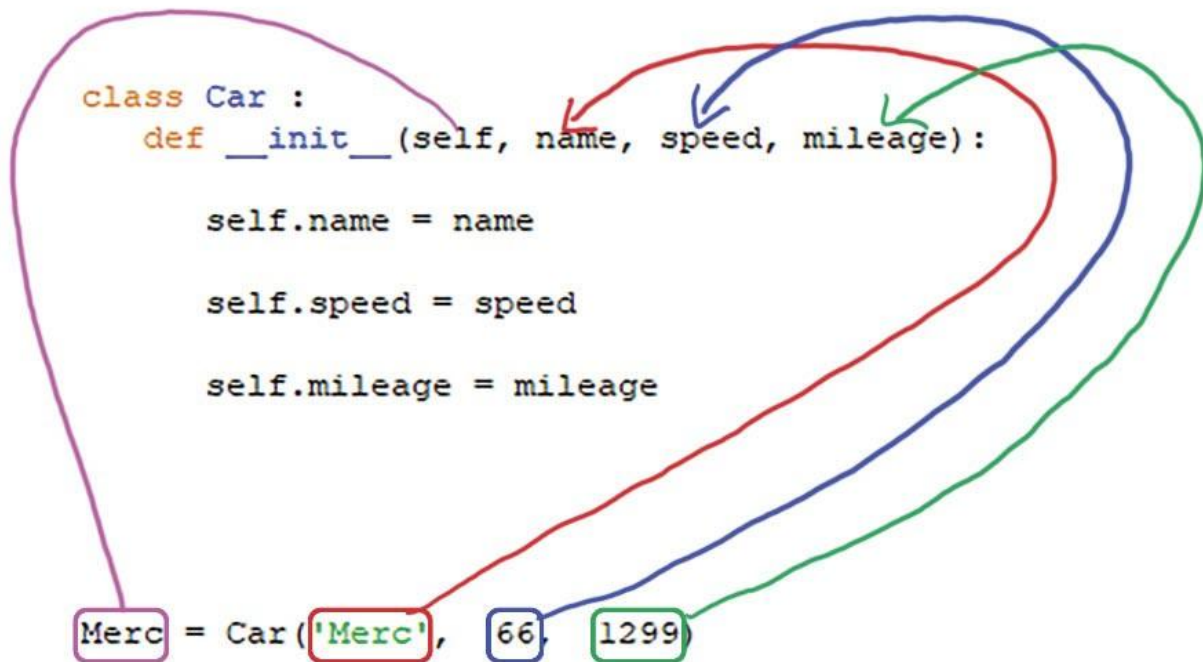 class Car :
def __init__(self, name, speed, mileage):
self.name = name
self.speed = speed
self.mileage = mileage
Merc = Car('Merc', 66, 1299)